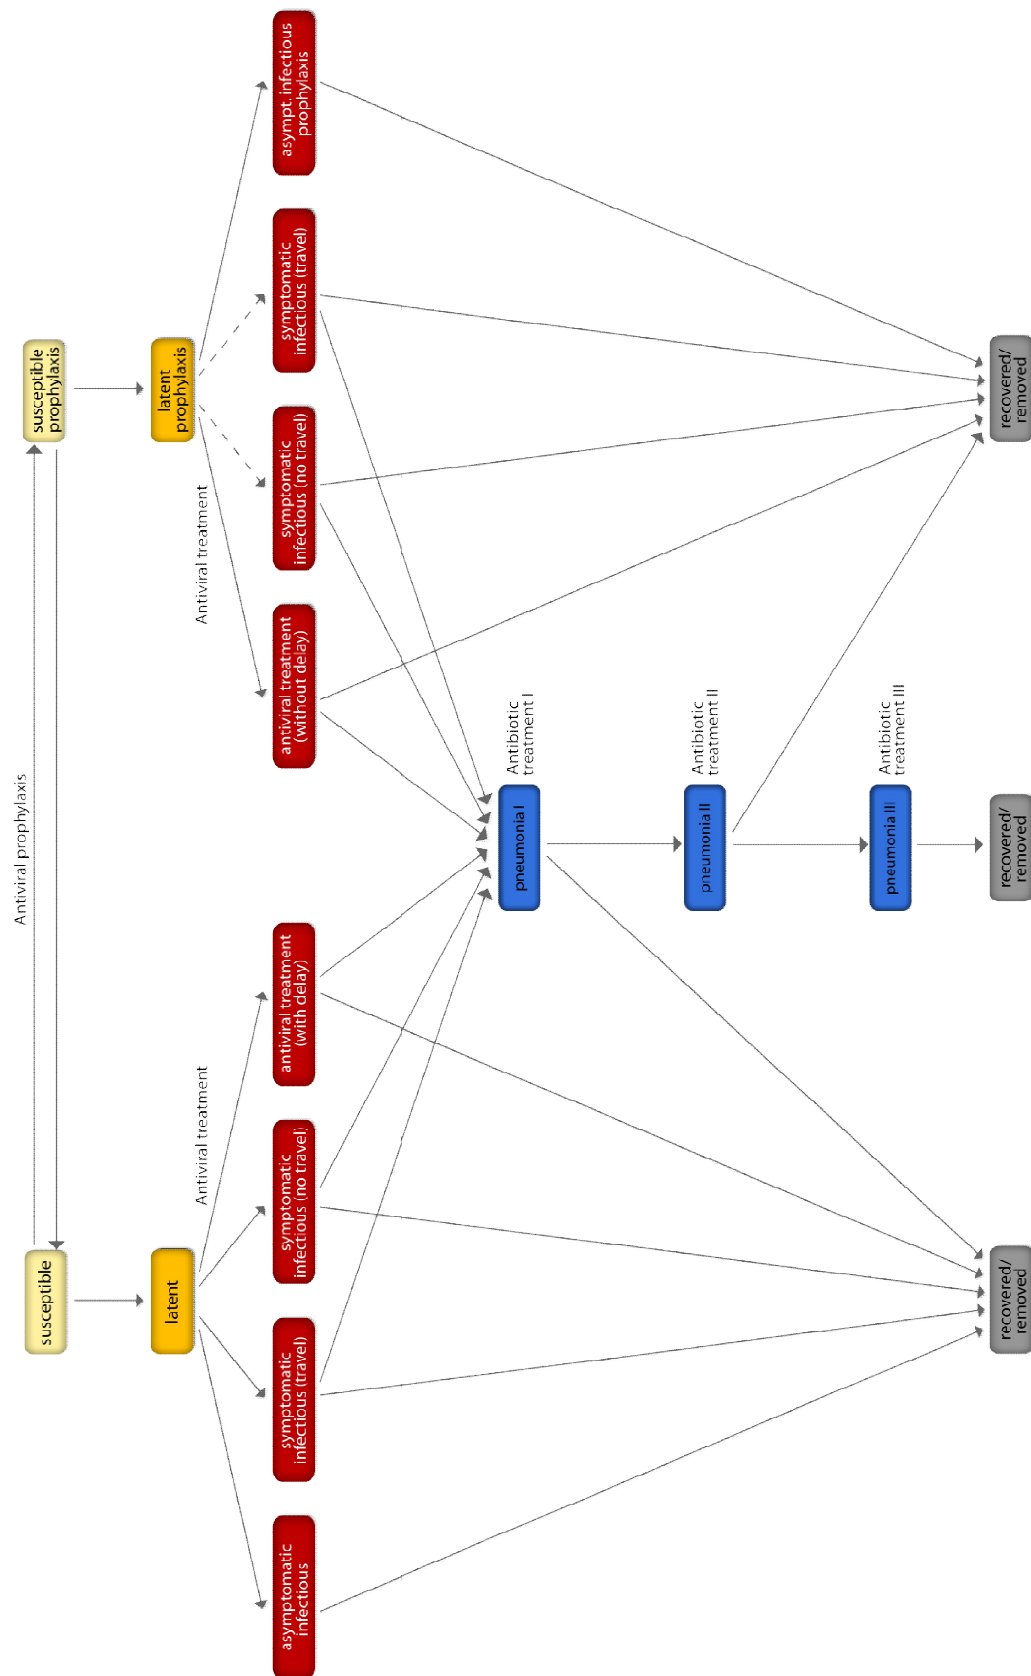 Antiviral prophylaxis
susceptible
susceptible
prophylaxis
latent
latent
prophylaxis
Antiviral treatment
Antiviral treatment
asymptomatic
infectious
symptomatic
infectious (travel)
symptomatic
infectious (no travel)
antiviral treatment
(with delay)
antiviral treatment
(without delay)
symptomatic
infectious (no travel)
symptomatic
infectious (travel)
asympt. infectious
prophylaxis
pneumonia I
Antibiotic
treatment I
pneumonia II
Antibiotic
treatment II
pneumonia III
Antibiotic
treatment III
recovered/
removed
recovered/
removed
recovered/
removed